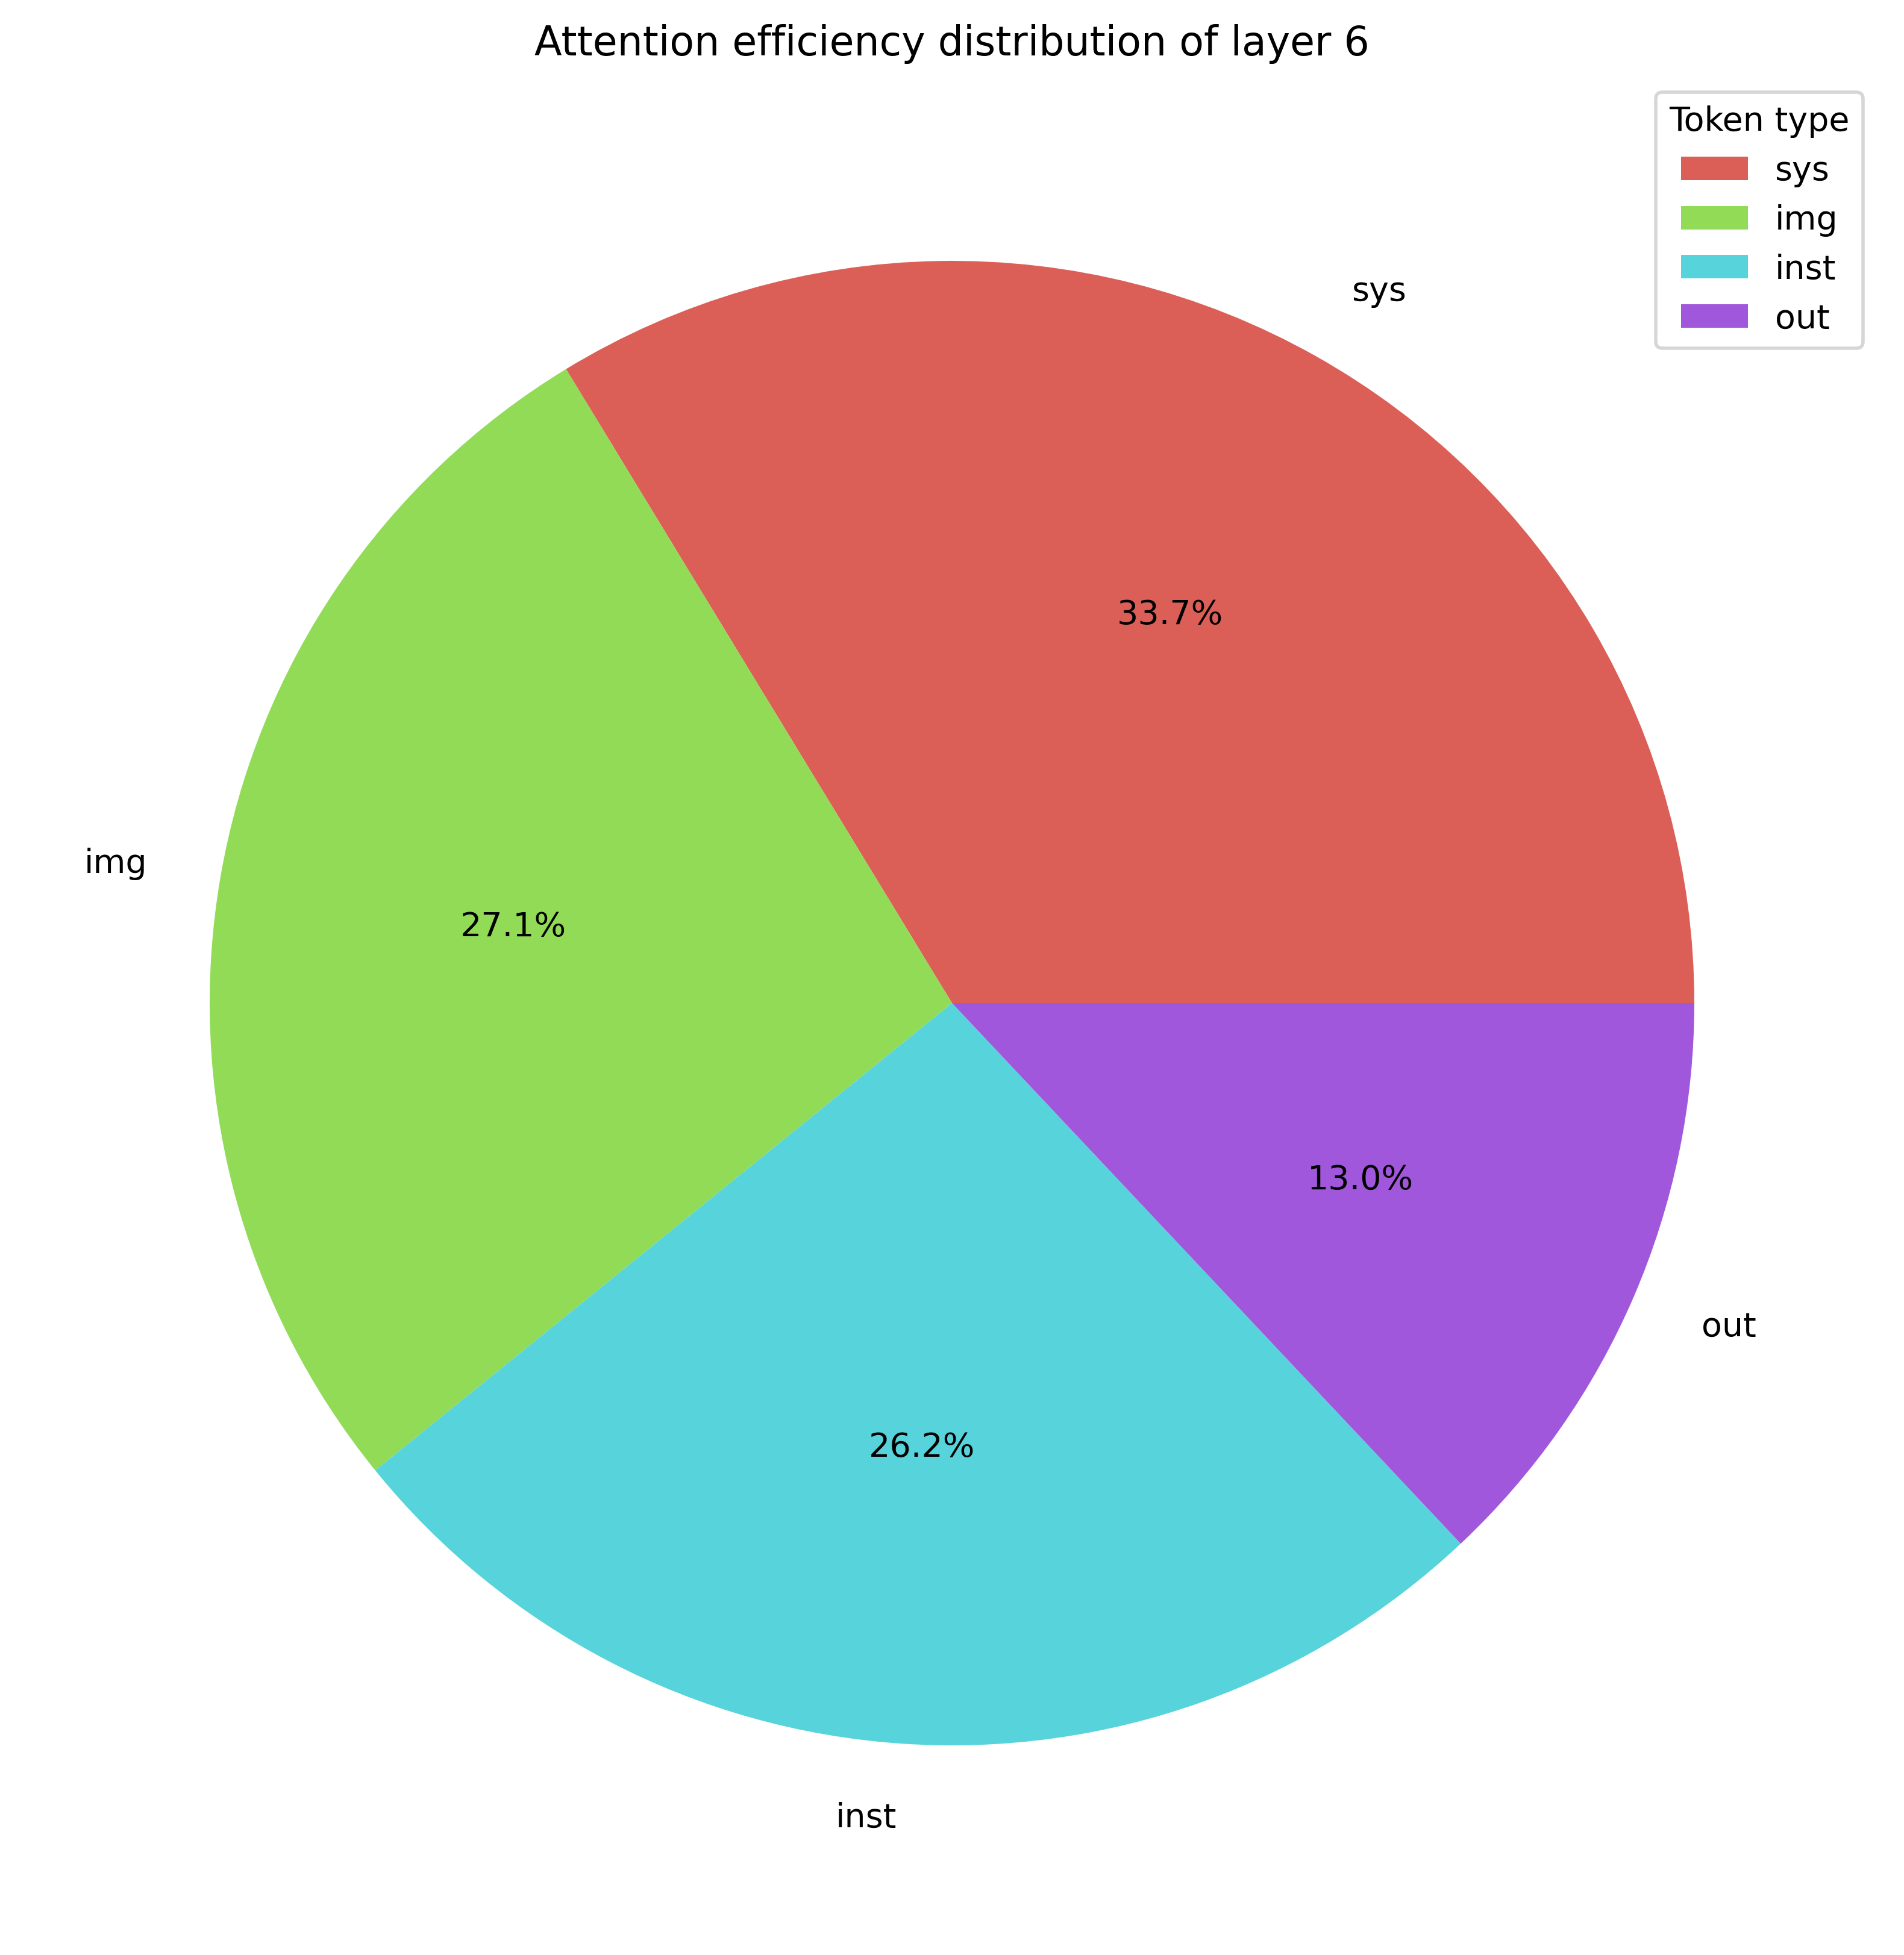 Attention efficiency distribution of layer 6
Token type
sys
img
inst
out
sys
33.7%
img
27.1%
13.0%
out
26.2%
inst